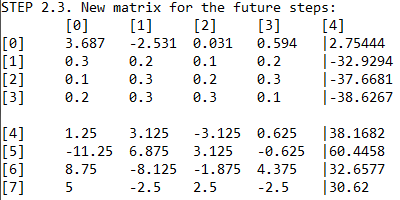 STEP 2.3. New matrix for the future steps:
[0] [1] [2] [3] [4]
[0] 3.687 -2.531 0.031 0.594 |2.75444
[1] 0.3 0.2 0.1 0.2 |-32.9294
[2] 0.1 0.3 0.2 0.3 |-37.6681
[3] 0.2 0.3 0.3 0.1 |-38.6267
[4] 1.25 3.125 -3.125 0.625 |38.1682
[5] -11.25 6.875 3.125 -0.625 |60.4458
[6] 8.75 -8.125 -1.875 4.375 |32.6577
[7] 5 -2.5 2.5 -2.5 |30.62